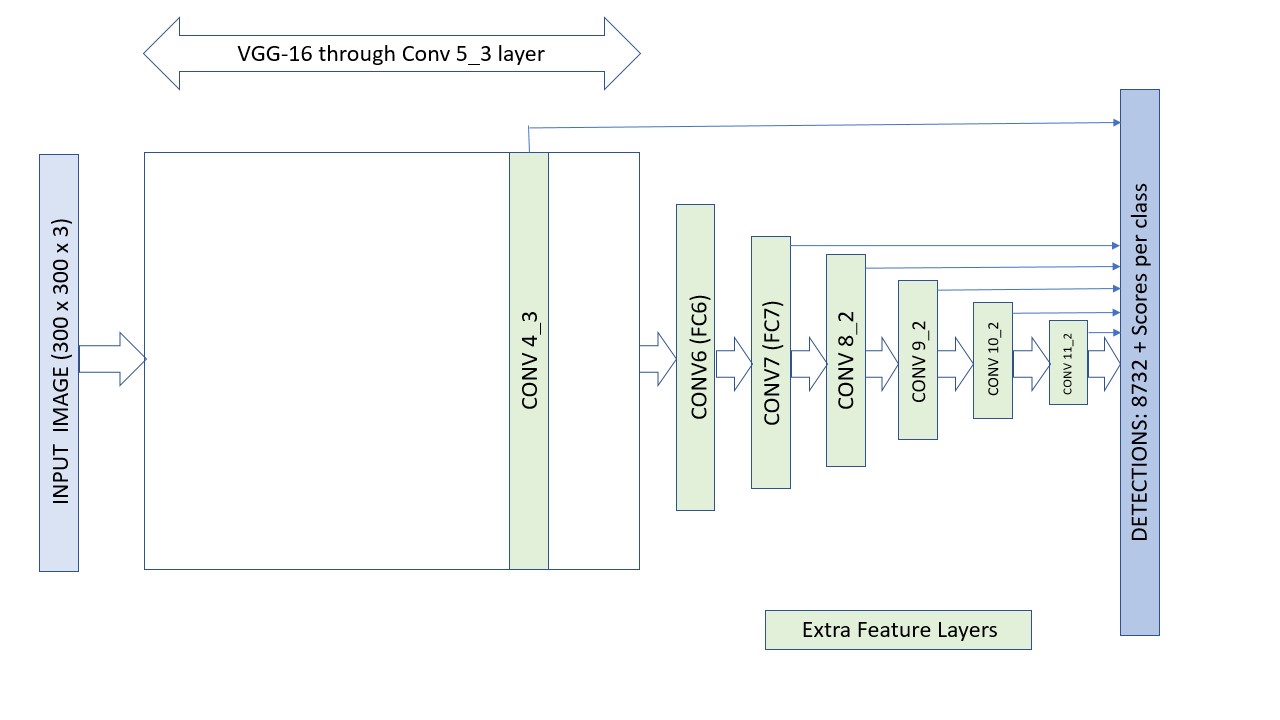 VGG-16 through Conv 5_3 layer
INPUT IMAGE (300 x 300 x 3)
CONV 4_3
CONV6 (FC6)
CONV7 (FC7)
CONV 8_2
CONV 9_2
CONV 10_2
CONV 11_2
DETECTIONS: 8732 + Scores per class
Extra Feature Layers